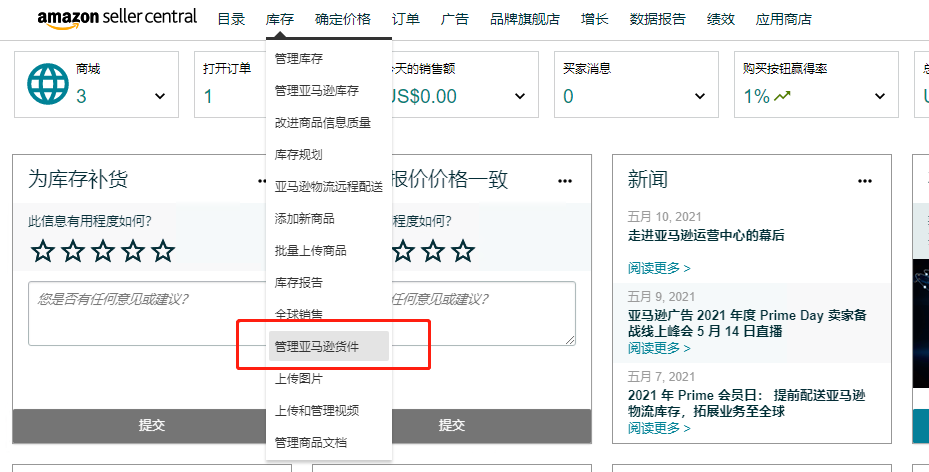 amazon seller central 目录 库存 确定价格 订单 广告 品牌旗舰店 增长 数据报告 绩效 应用商店
商城
3
打开订单
1
天的销售额
US$0.00
买家消息
0
购买按钮赢得率
1%
管理库存
管理亚马逊库存
改进商品信息质量
库存规划
亚马逊物流远程配送
添加新商品
批量上传商品
库存报告
全球销售
管理亚马逊货件
上传图片
上传和管理视频
管理商品文档
为库存补货
此信息有用程度如何?
您是否有任何意见或建议?
提交
报价价格一致
程度如何?
任何意见或建议?
提交
新闻
五月 10, 2021
走进亚马逊运营中心的幕后
阅读更多 >
五月 9, 2021
亚马逊广告 2021 年度 Prime Day 卖家备
战线上峰会 5 月 14 日直播
阅读更多 >
五月 7, 2021
2021 年 Prime 会员日： 提前配送亚马逊
物流库存，拓展业务至全球
阅读更多 >